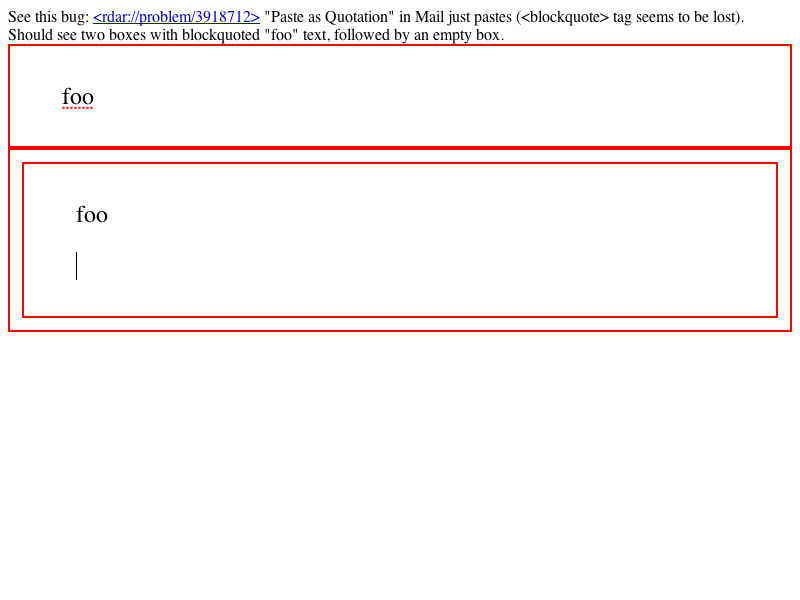 See this bug: <rdar://problem/3918712> "Paste as Quotation" in Mail just pastes (<blockquote> tag seems to be lost).
Should see two boxes with blockquoted "foo" text, followed by an empty box.
foo
foo